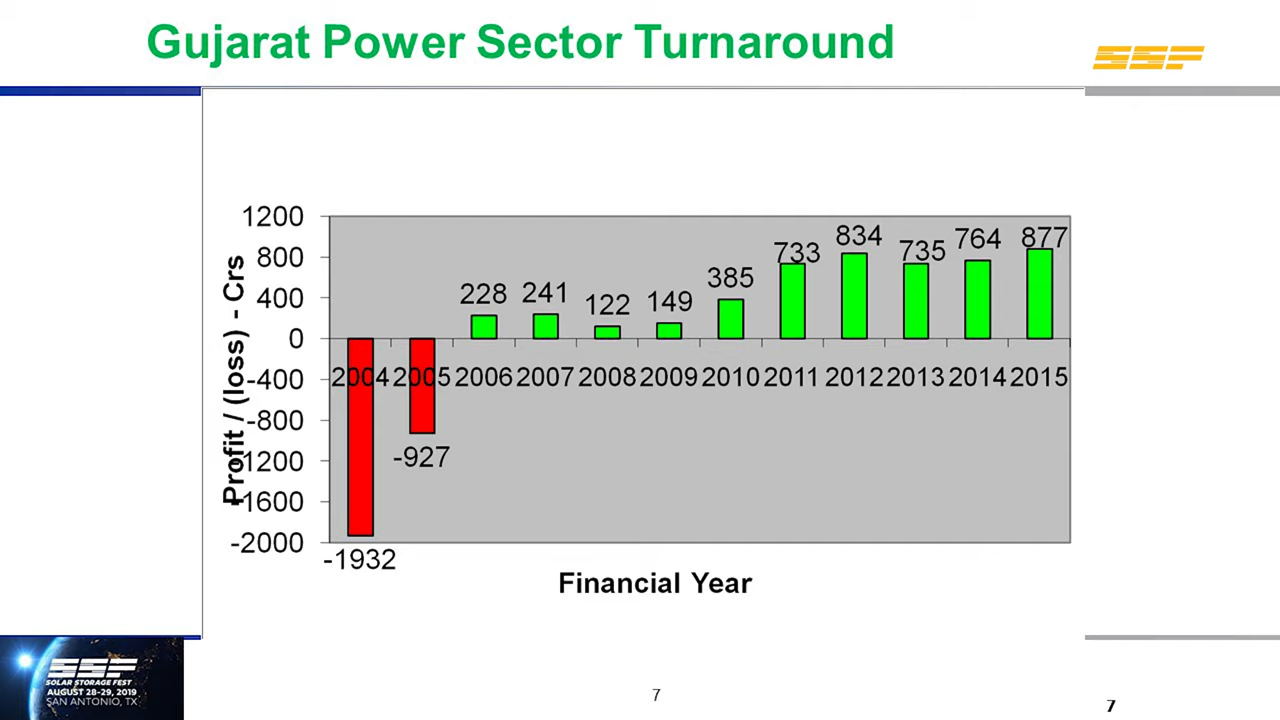 Gujarat Power Sector Turnaround
SSF
Profit / (loss) - Crs
1200
800
400
0
-400
-800
-1200
-1600
-2000
228 241 122 149 385 733 834 735 764 877
2004 2005 2006 2007 2008 2009 2010 2011 2012 2013 2014 2015
-927
-1932
Financial Year
SSF
SOLAR STORAGE FEST
AUGUST 28-29, 2019
SAN ANTONIO, TX
7
7